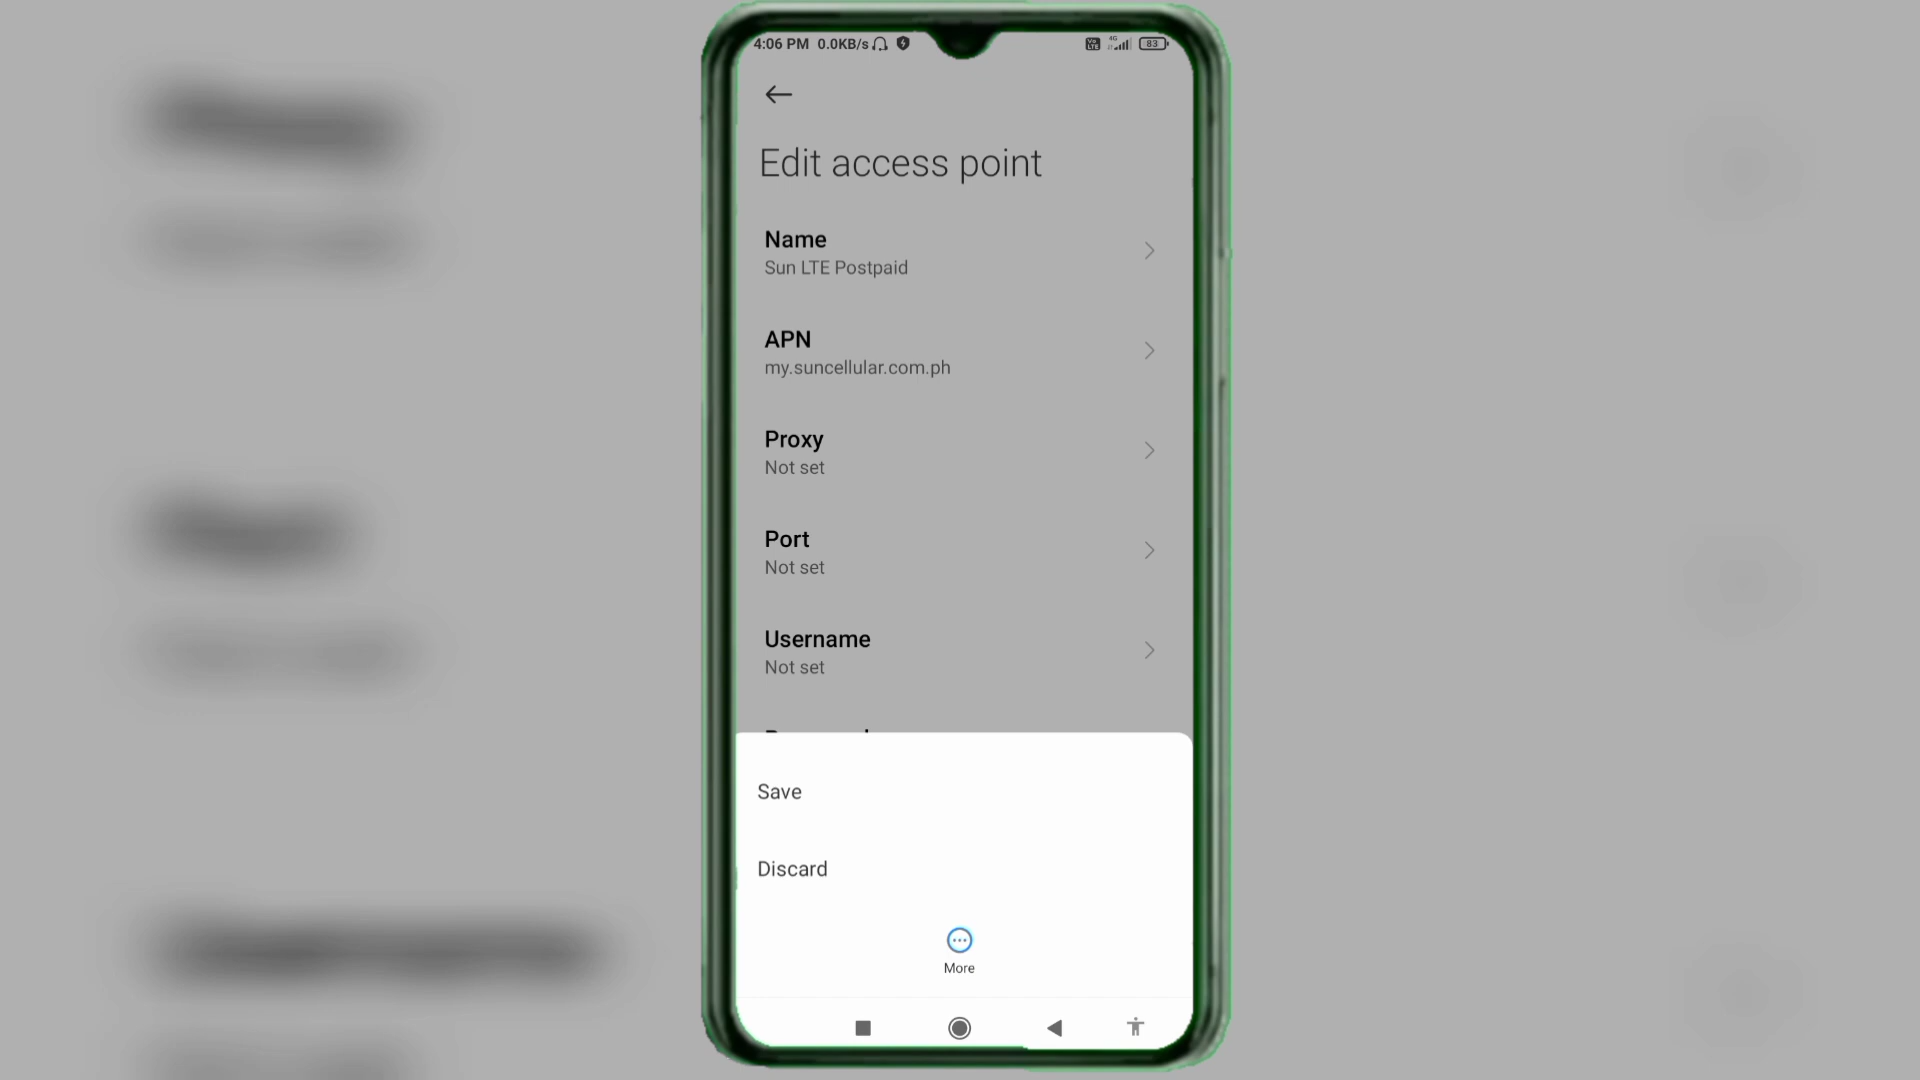 4:06 PM 0.0KB/s
4G
83
Edit access point
Name
Sun LTE Postpaid
APN
my.suncellular.com.ph
Proxy
Not set
Port
Not set
Username
Not set
Save
Discard
More